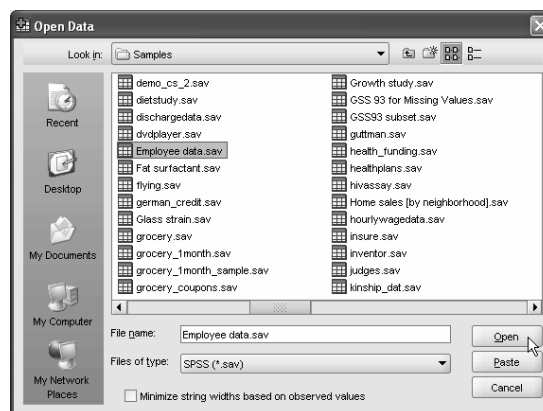 Open Data
Look in: Samples
Recent
Desktop
My Documents
My Computer
My Network Places
demo_cs_2.sav
dietstudy.sav
dischargedata.sav
dvdplayer.sav
Employee data.sav
Fat surfactant.sav
flying.sav
german_credit.sav
Glass strain.sav
grocery.sav
grocery_1month.sav
grocery_1month_sample.sav
grocery_coupons.sav
Growth study.sav
GSS 93 for Missing Values.sav
GSS93 subset.sav
guttman.sav
health_funding.sav
healthplans.sav
hivassay.sav
Home sales [by neighborhood].sav
hourlywagedata.sav
insure.sav
inventor.sav
judges.sav
kinship_dat.sav
File name: Employee data.sav
Open
Files of type: SPSS (*.sav)
Paste
Minimize string widths based on observed values
Cancel